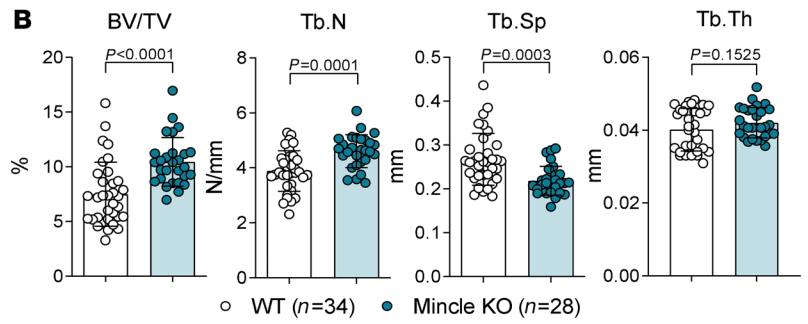 B
BV/TV
Tb.N
Tb.Sp
Tb.Th
P<0.0001
P=0.0001
P=0.0003
P=0.1525
%
20
15
10
5
0
N/mm
8
6
4
2
0
mm
0.5
0.4
0.3
0.2
0.1
0.0
mm
0.06
0.04
0.02
0.00
WT (n=34)
Mincle KO (n=28)